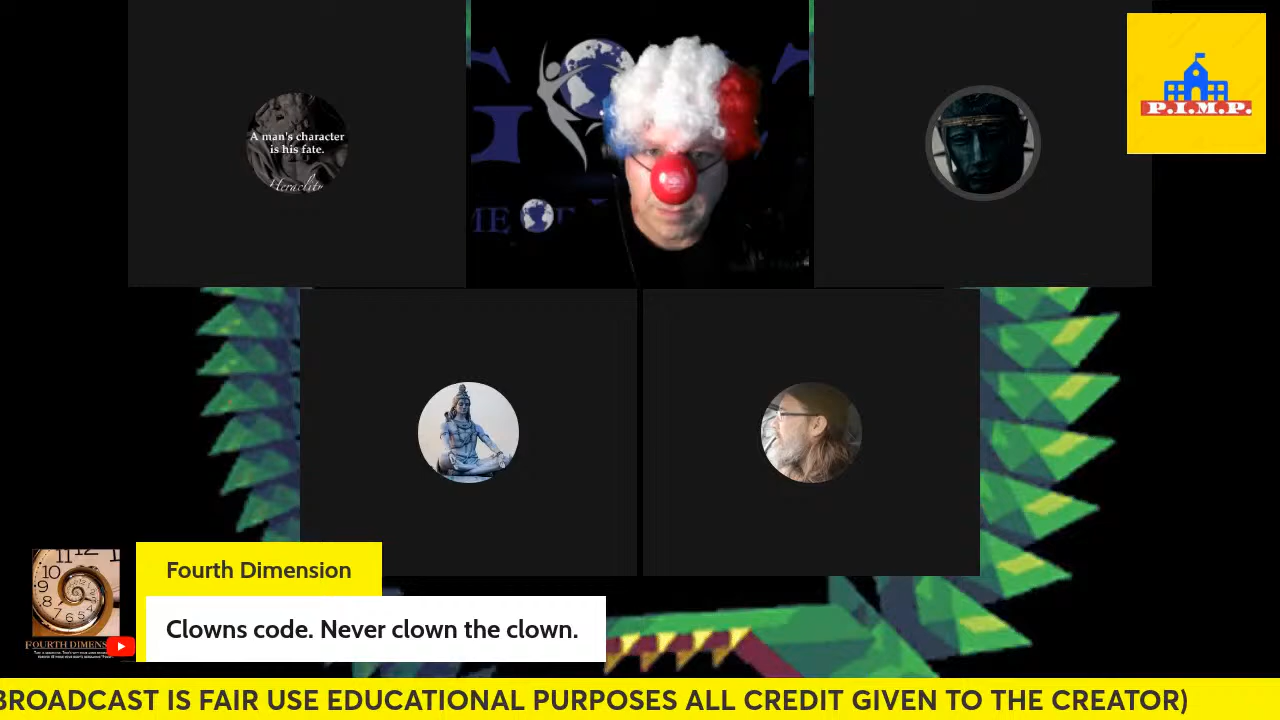 A man's character
is his fate.
P.I.M.P.
Fourth Dimension
Clowns code. Never clown the clown.
BROADCAST IS FAIR USE EDUCATIONAL PURPOSES ALL CREDIT GIVEN TO THE CREATOR)